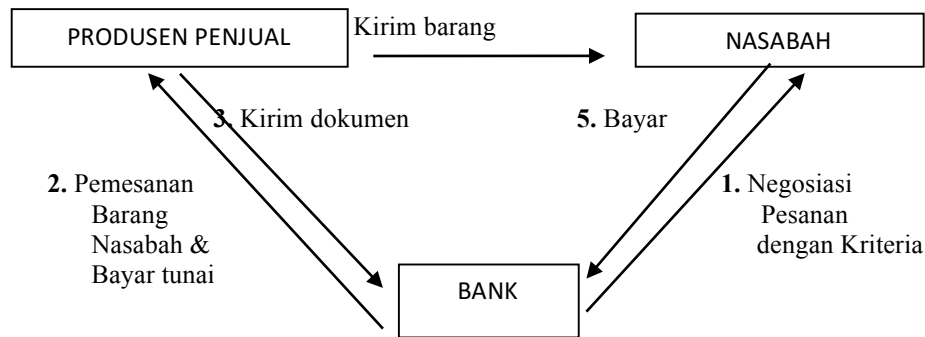 PRODUSEN PENJUAL
Kirim barang
NASABAH
3. Kirim dokumen
5. Bayar
2. Pemesanan
Barang
Nasabah &
Bayar tunai
1. Negosiasi
Pesanan
dengan Kriteria
BANK